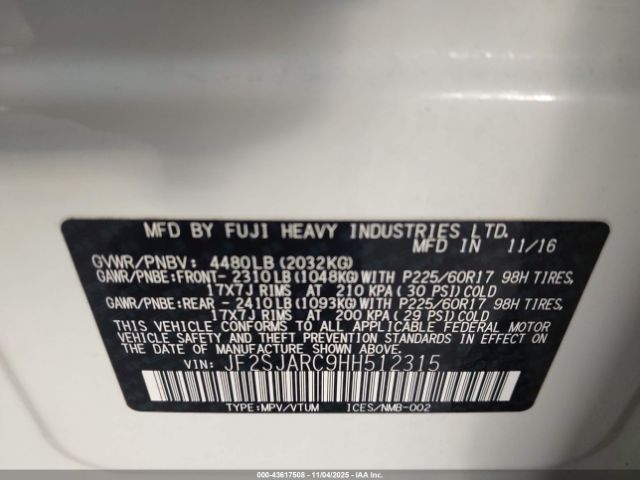 MFD BY FUJI HEAVY INDUSTRIES LTD.
MFD IN 11/16
GVWR/PNBV: 4480LB (2032KG)
GAWR/PNBE:FRONT- 2310LB (1048KG) WITH P225/60R17 98H TIRES,
17X7J RIMS AT 210 KPA ( 30 PSI) COLD
GAWR/PNBE:REAR - 2410LB (1093KG) WITH P225/60R17 98H TIRES,
17X7J RIMS AT 200 KPA ( 29 PSI) COLD
THIS VEHICLE CONFORMS TO ALL APPLICABLE FEDERAL MOTOR
VEHICLE SAFETY AND THEFT PREVENTION STANDARDS IN EFFECT ON
THE DATE OF MANUFACTURE SHOWN ABOVE.
VIN: JF2SJARC9HH512315
TYPE:MPV/VTUM ICES/NMB-002
000-43617508 - 11/04/2025 - IAAI.COM